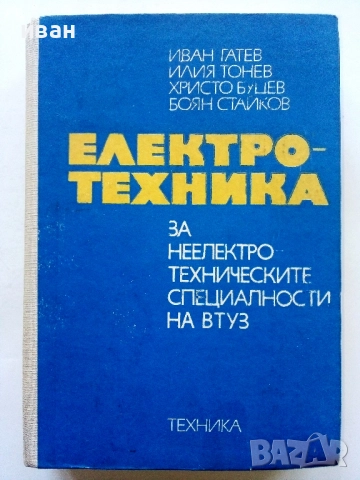 иван
ИВАН ГАТЕВ
ИЛИЯ ТОНЕВ
ХРИСТО БУЦЕВ
БОЯН СТАЙКОВ
ЕЛЕКТРО-
ТЕХНИКА
ЗА
НЕЕЛЕКТРО
ТЕХНИЧЕСКИТЕ
СПЕЦИАЛНОСТИ
НА ВТУЗ
ТЕХНИКА
BAZAR